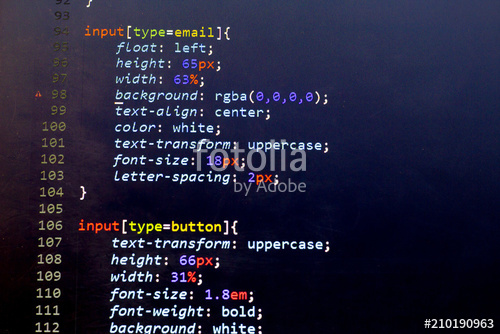 92 }
93
94 input[type=email]{
95 float: left;
96 height: 65px;
97 width: 63%;
98 background: rgba(0,0,0,0);
99 text-align: center;
100 color: white;
101 text-transform: uppercase;
102 font-size: 18px;
103 letter-spacing: 2px;
104 }
105
106 input[type=button]{
107 text-transform: uppercase;
108 height: 66px;
109 width: 31%;
110 font-size: 1.8em;
111 font-weight: bold;
112 background: white;
fotolia
by Adobe
#210190963